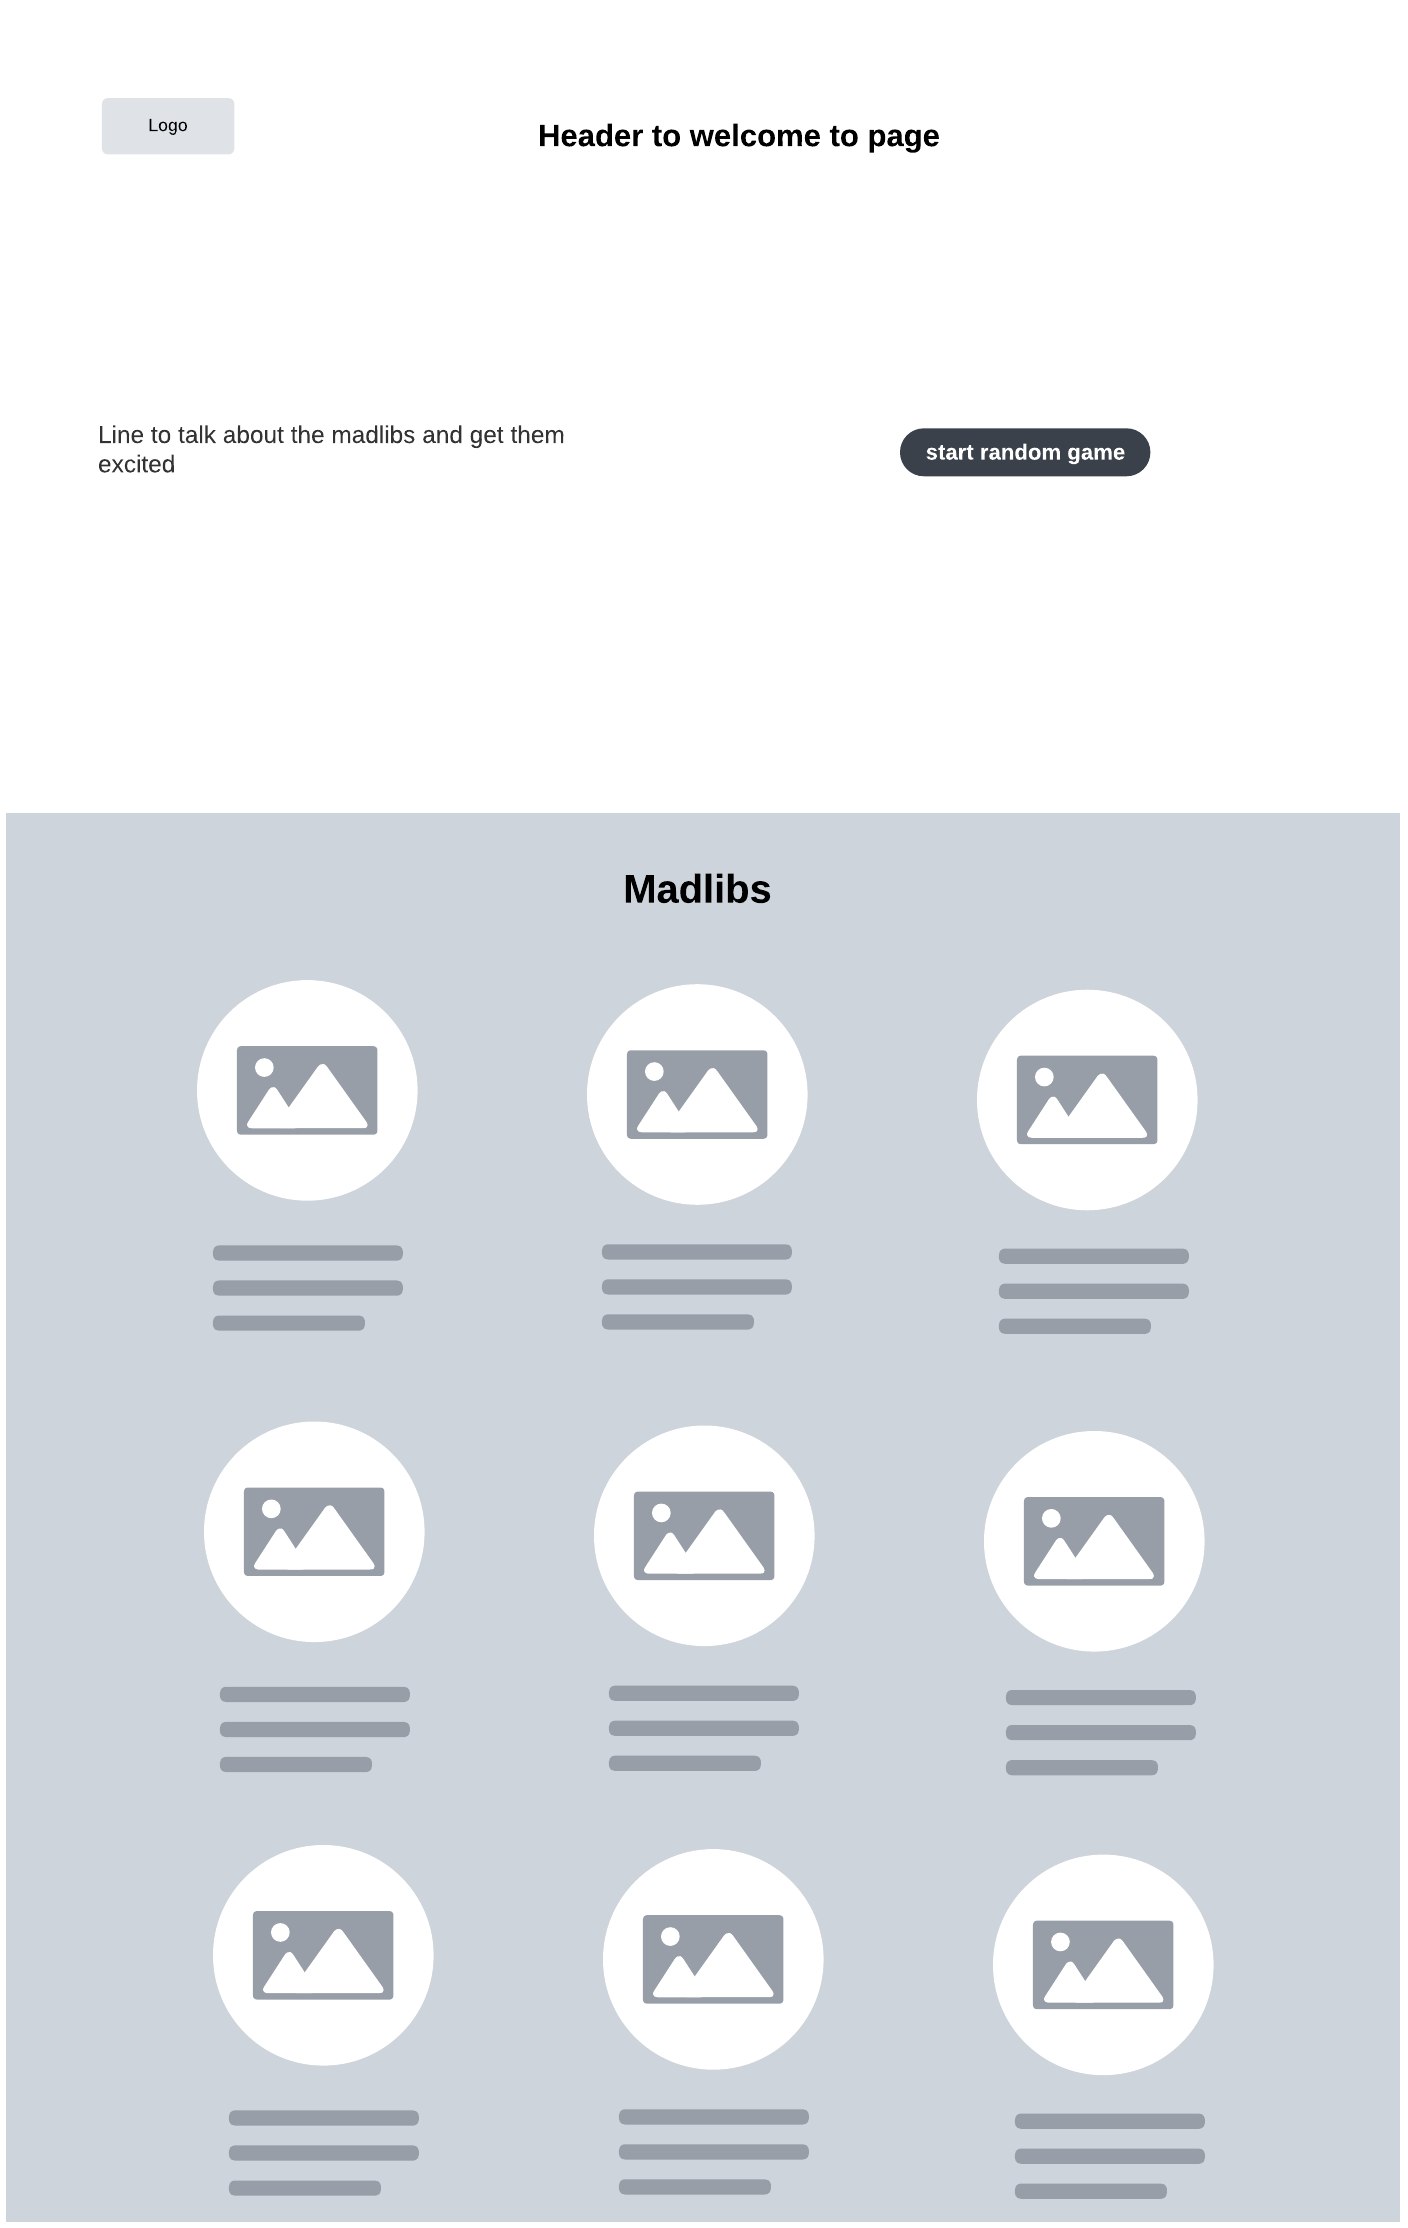 Logo
Header to welcome to page
Line to talk about the madlibs and get them
excited
start random game
Madlibs